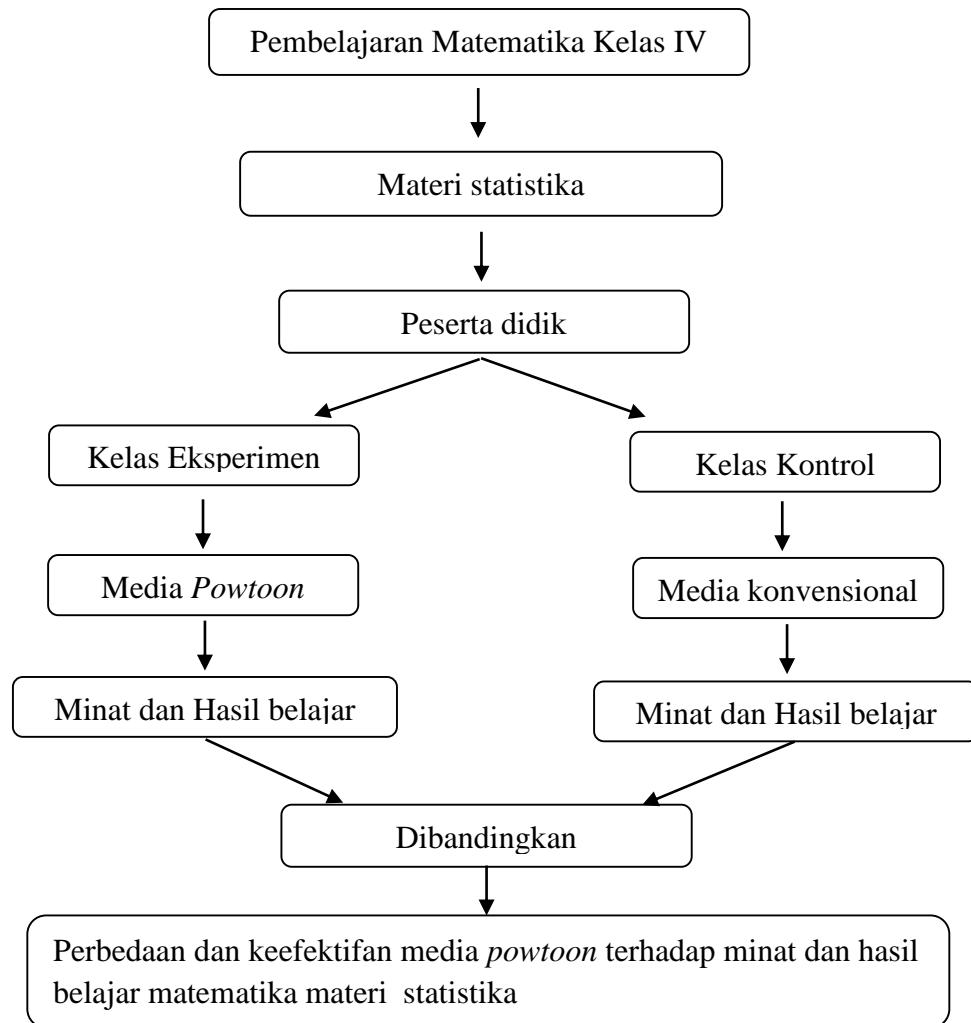 Pembelajaran Matematika Kelas IV
Materi statistika
Peserta didik
Kelas Eksperimen
Kelas Kontrol
Media Powtoon
Media konvensional
Minat dan Hasil belajar
Minat dan Hasil belajar
Dibandingkan
Perbedaan dan keefektifan media powtoon terhadap minat dan hasil
belajar matematika materi statistika